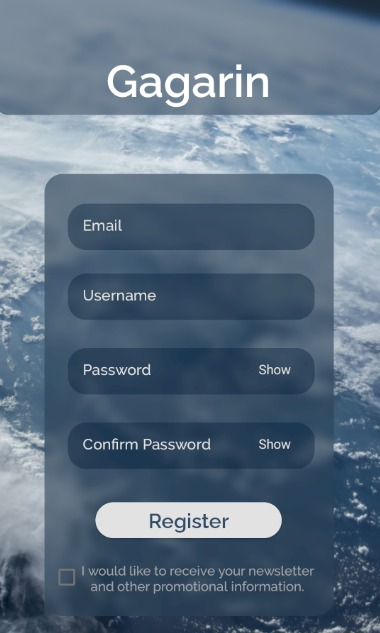 Gagarin
Email
Username
Password Show
Confirm Password Show
Register
I would like to receive your newsletter
and other promotional information.